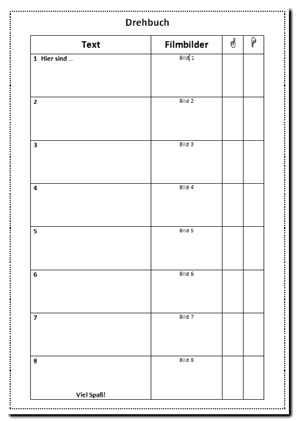 Drehbuch
Text Filmbilder
1 Hier sind ... Bild 1
2 Bild 2
3 Bild 3
4 Bild 4
5 Bild 5
6 Bild 6
7 Bild 7
8 Bild 8
Viel Spaß!